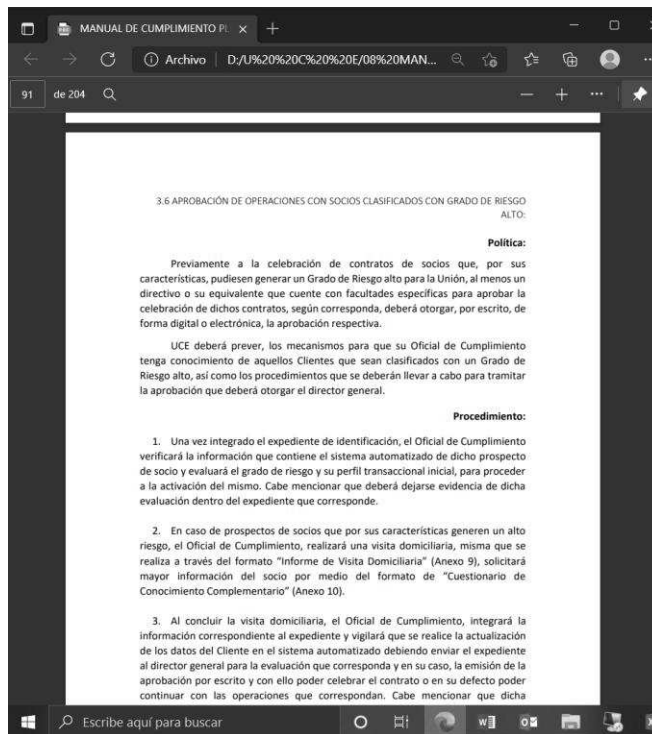 MANUAL DE CUMPLIMIENTO PL
Archivo D:/U%20%20C%20%20E/08%20MAN...
91 de 204
3.6 APROBACIÓN DE OPERACIONES CON SOCIOS CLASIFICADOS CON GRADO DE RIESGO
ALTO:
Política:
Previamente a la celebración de contratos de socios que, por sus
características, pudiesen generar un Grado de Riesgo alto para la Unión, al menos un
directivo o su equivalente que cuente con facultades específicas para aprobar la
celebración de dichos contratos, según corresponda, deberá otorgar, por escrito, de
forma digital o electrónica, la aprobación respectiva.
UCE deberá prever, los mecanismos para que su Oficial de Cumplimiento
tenga conocimiento de aquellos Clientes que sean clasificados con un Grado de
Riesgo alto, así como los procedimientos que se deberán llevar a cabo para tramitar
la aprobación que deberá otorgar el director general.
Procedimiento:
1. Una vez integrado el expediente de identificación, el Oficial de Cumplimiento
verificará la información que contiene el sistema automatizado de dicho prospecto
de socio y evaluará el grado de riesgo y su perfil transaccional inicial, para proceder
a la activación del mismo. Cabe mencionar que deberá dejarse evidencia de dicha
evaluación dentro del expediente que corresponde.
2. En caso de prospectos de socios que por sus características generen un alto
riesgo, el Oficial de Cumplimiento, realizará una visita domiciliaria, misma que se
realiza a través del formato "Informe de Visita Domiciliaria" (Anexo 9), solicitará
mayor información del socio por medio del formato de "Cuestionario de
Conocimiento Complementario" (Anexo 10).
3. Al concluir la visita domiciliaria, el Oficial de Cumplimiento, integrará la
información correspondiente al expediente y vigilará que se realice la actualización
de los datos del Cliente en el sistema automatizado debiendo enviar el expediente
al director general para la evaluación que corresponda y en su caso, la emisión de la
aprobación por escrito y con ello poder celebrar el contrato o en su defecto poder
continuar con las operaciones que correspondan. Cabe mencionar que dicha
Escribe aquí para buscar